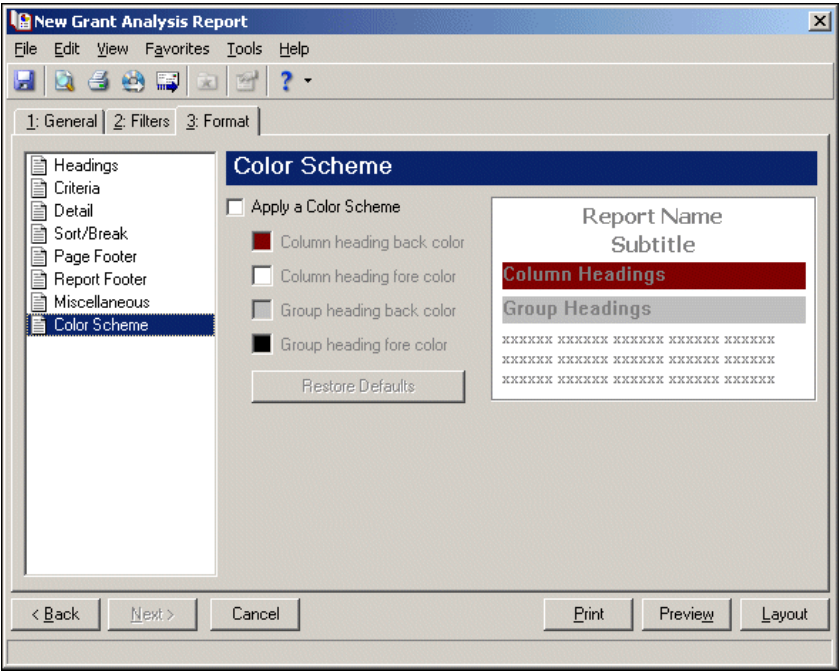 New Grant Analysis Report
File Edit View Favorites Tools Help
?
1: General 2: Filters 3: Format
Headings
Criteria
Detail
Sort/Break
Page Footer
Report Footer
Miscellaneous
Color Scheme
Color Scheme
Apply a Color Scheme
Column heading back color
Column heading fore color
Group heading back color
Group heading fore color
Restore Defaults
Report Name
Subtitle
Column Headings
Group Headings
xxxxxx xxxxxx xxxxxx xxxxxx xxxxxx
xxxxxx xxxxxx xxxxxx xxxxxx xxxxxx
xxxxxx xxxxxx xxxxxx xxxxxx xxxxxx
< Back Next > Cancel Print Preview Layout